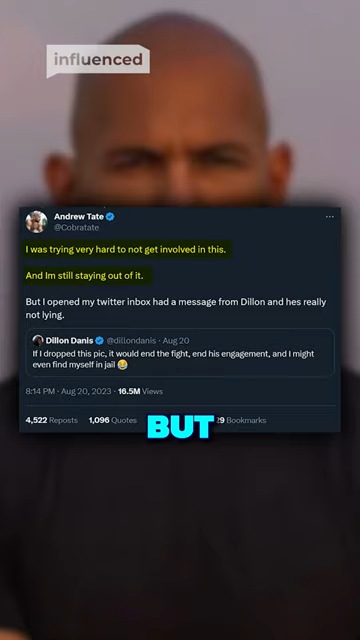 influenced
Andrew Tate
@Cobratate
I was trying very hard to not get involved in this.
And Im still staying out of it.
But I opened my twitter inbox had a message from Dillon and hes really
not lying.
Dillon Danis @dillondanis · Aug 20
If I dropped this pic, it would end the fight, end his engagement, and I might
even find myself in jail 😂
8:14 PM · Aug 20, 2023 · 16.5M Views
4,522 Reposts 1,096 Quotes 29 Bookmarks
BUT